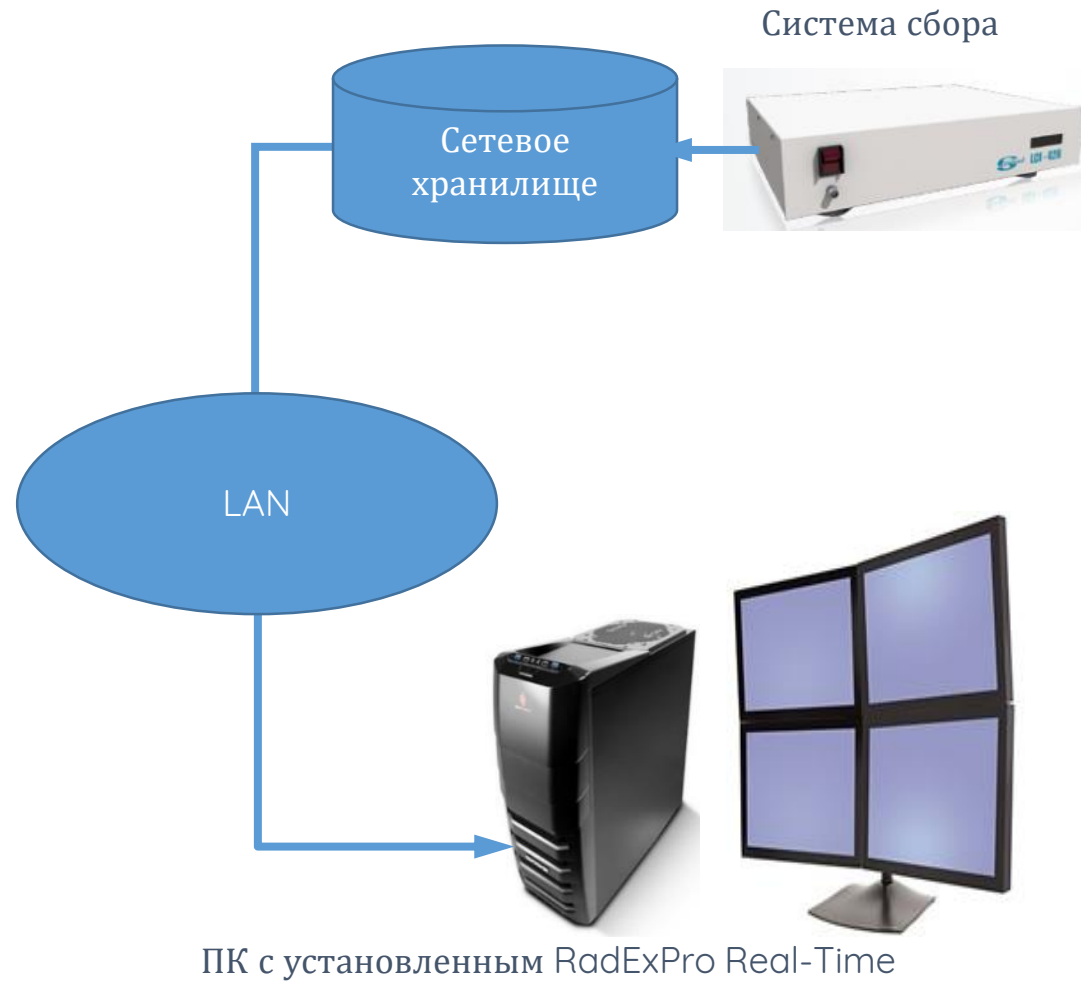 Система сбора
Сетевое
хранилище
LAN
ПК с установленным RadExPro Real-Time